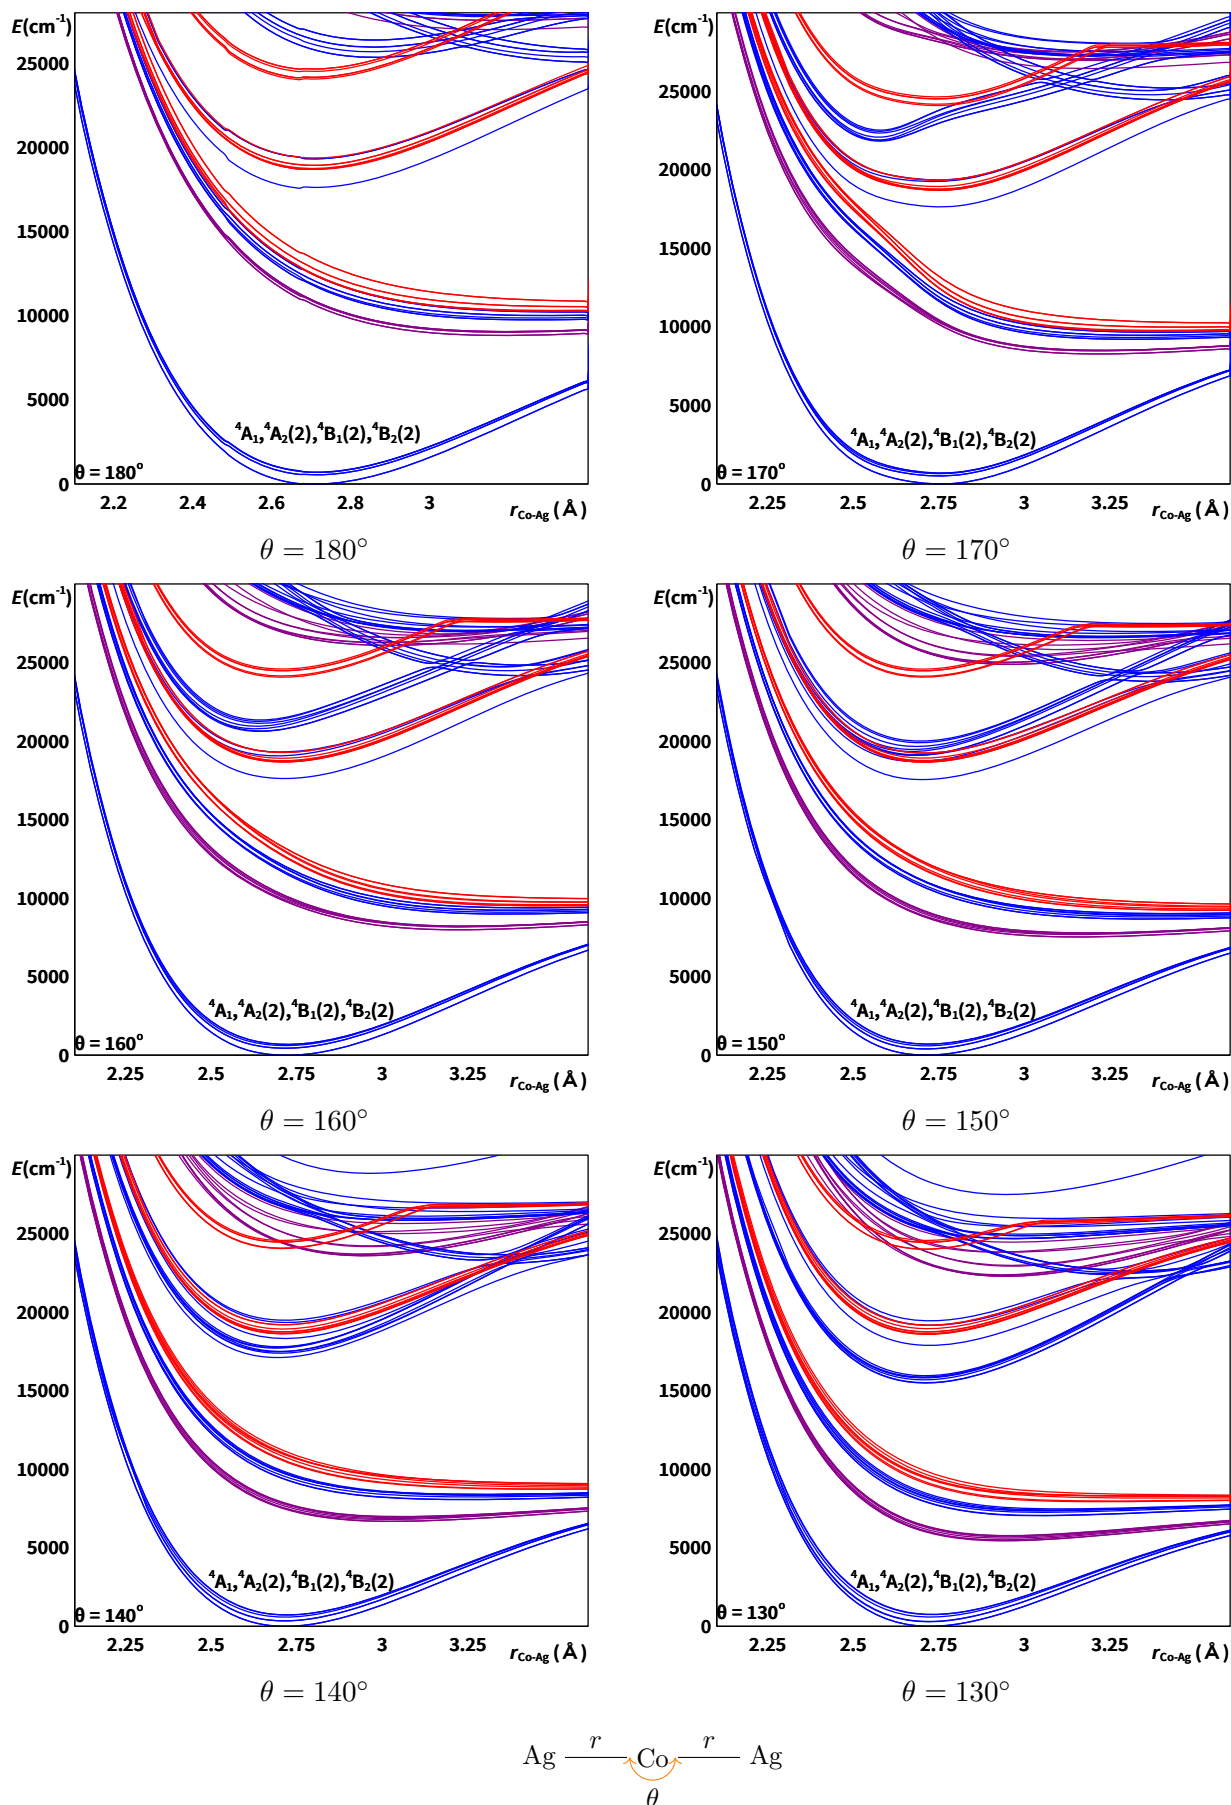 E(cm⁻¹)
25000
20000
15000
10000
5000
0
⁴A₁,⁴A₂(2),⁴B₁(2),⁴B₂(2)
θ = 180°
2.2 2.4 2.6 2.8 3 r_Co-Ag (Å)
θ = 180°
E(cm⁻¹)
25000
20000
15000
10000
5000
0
⁴A₁,⁴A₂(2),⁴B₁(2),⁴B₂(2)
θ = 170°
2.25 2.5 2.75 3 3.25 r_Co-Ag (Å)
θ = 170°
E(cm⁻¹)
25000
20000
15000
10000
5000
0
⁴A₁,⁴A₂(2),⁴B₁(2),⁴B₂(2)
θ = 160°
2.25 2.5 2.75 3 3.25 r_Co-Ag (Å)
θ = 160°
E(cm⁻¹)
25000
20000
15000
10000
5000
0
⁴A₁,⁴A₂(2),⁴B₁(2),⁴B₂(2)
θ = 150°
2.25 2.5 2.75 3 3.25 r_Co-Ag (Å)
θ = 150°
E(cm⁻¹)
25000
20000
15000
10000
5000
0
⁴A₁,⁴A₂(2),⁴B₁(2),⁴B₂(2)
θ = 140°
2.25 2.5 2.75 3 3.25 r_Co-Ag (Å)
θ = 140°
E(cm⁻¹)
25000
20000
15000
10000
5000
0
⁴A₁,⁴A₂(2),⁴B₁(2),⁴B₂(2)
θ = 130°
2.25 2.5 2.75 3 3.25 r_Co-Ag (Å)
θ = 130°
r r
Ag Co Ag
θ